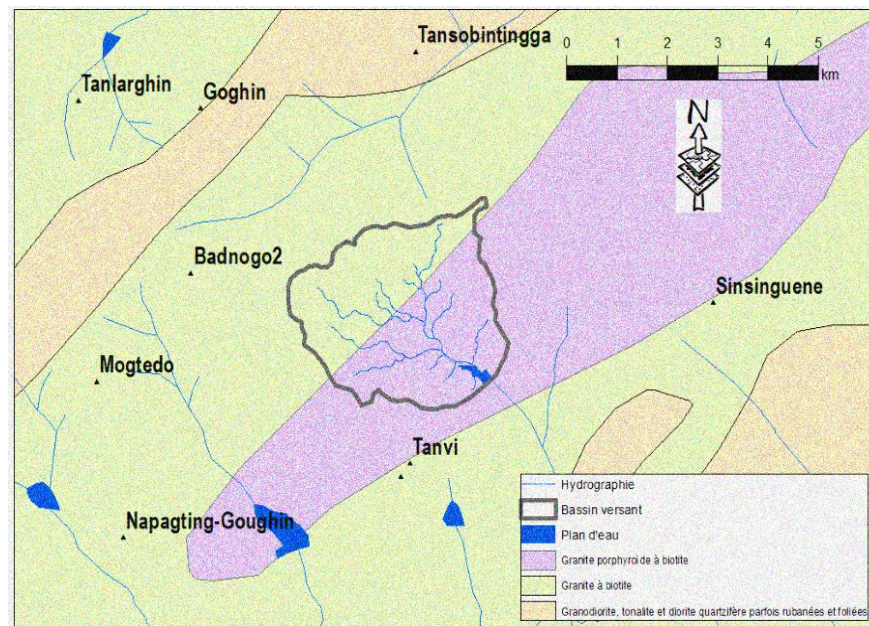 Tansobintingga
0 1 2 3 4 5
km
Tanlarghin
Goghin
N
Badnogo2
Sinsinguene
Mogtedo
Tanvi
Napagting-Goughin
Hydrographie
Bassin versant
Plan d'eau
Granite porphyroide à biotite
Granite à biotite
Granodiorite, tonalite et diorite quartzifère parfois rubanées et foliées